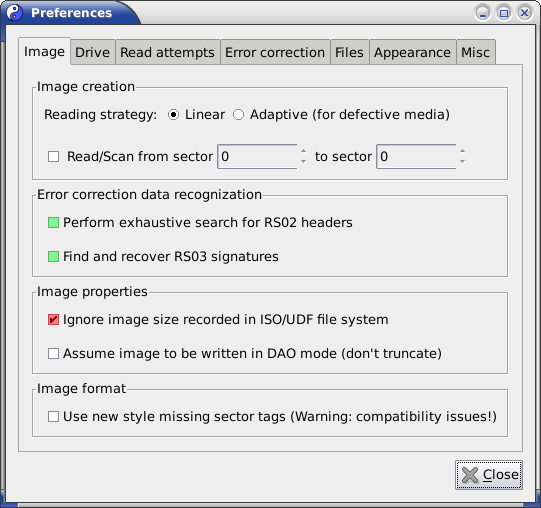 Preferences
Image Drive Read attempts Error correction Files Appearance Misc
Image creation
Reading strategy: Linear Adaptive (for defective media)
Read/Scan from sector 0 to sector 0
Error correction data recognization
Perform exhaustive search for RS02 headers
Find and recover RS03 signatures
Image properties
Ignore image size recorded in ISO/UDF file system
Assume image to be written in DAO mode (don't truncate)
Image format
Use new style missing sector tags (Warning: compatibility issues!)
Close